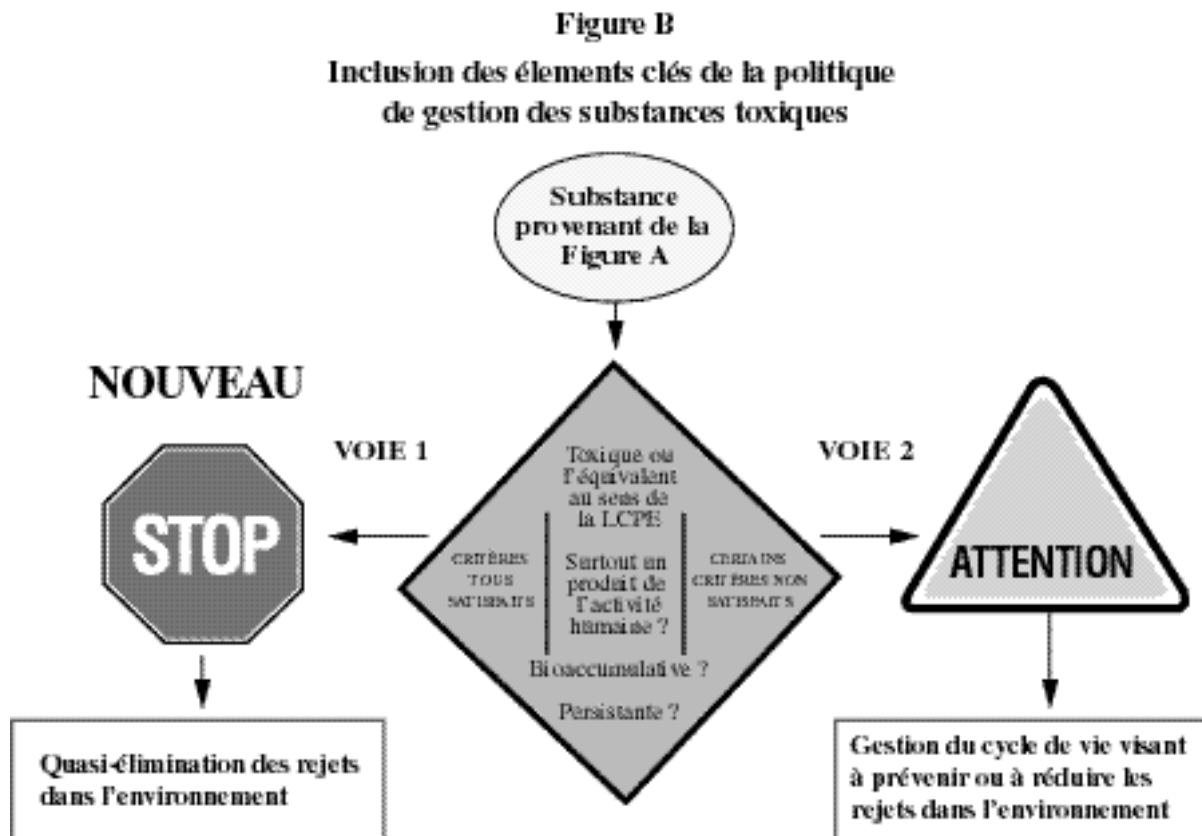 Figure B
Inclusion des élements clés de la politique
de gestion des substances toxiques
Substance
provenant de la
Figure A
NOUVEAU
VOIE 1
VOIE 2
STOP
Toxique ou
l'équivalent
au sens de
la LCPE
CRITÈRES
TOUS
SATISFAITS
Surtout un
produit de
l'activité
humaine ?
CERTAINS
CRITÈRES NON
SATISFAITS
Bioaccumulative ?
Persistante ?
ATTENTION
Quasi-élimination des rejets
dans l'environnement
Gestion du cycle de vie visant
à prévenir ou à réduire les
rejets dans l'environnement